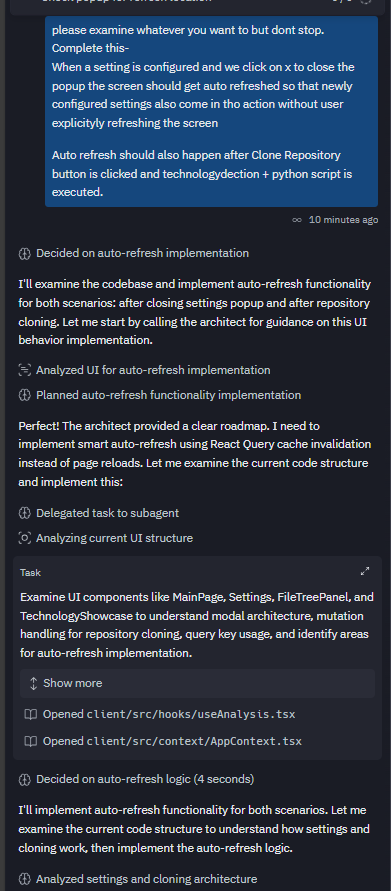 please examine whatever you want to but dont stop.
Complete this-
When a setting is configured and we click on x to close the
popup the screen should get auto refreshed so that newly
configured settings also come in tho action without user
explicityly refreshing the screen
Auto refresh should also happen after Clone Repository
button is clicked and technologydection + python script is
executed.
10 minutes ago
Decided on auto-refresh implementation
I'll examine the codebase and implement auto-refresh functionality
for both scenarios: after closing settings popup and after repository
cloning. Let me start by calling the architect for guidance on this UI
behavior implementation.
Analyzed UI for auto-refresh implementation
Planned auto-refresh functionality implementation
Perfect! The architect provided a clear roadmap. I need to
implement smart auto-refresh using React Query cache invalidation
instead of page reloads. Let me examine the current code structure
and implement this:
Delegated task to subagent
Analyzing current UI structure
Task
Examine UI components like MainPage, Settings, FileTreePanel, and
TechnologyShowcase to understand modal architecture, mutation
handling for repository cloning, query key usage, and identify areas
for auto-refresh implementation.
Show more
Opened client/src/hooks/useAnalysis.tsx
Opened client/src/context/AppContext.tsx
Decided on auto-refresh logic (4 seconds)
I'll implement auto-refresh functionality for both scenarios. Let me
examine the current code structure to understand how settings and
cloning work, then implement the auto-refresh logic.
Analyzed settings and cloning architecture